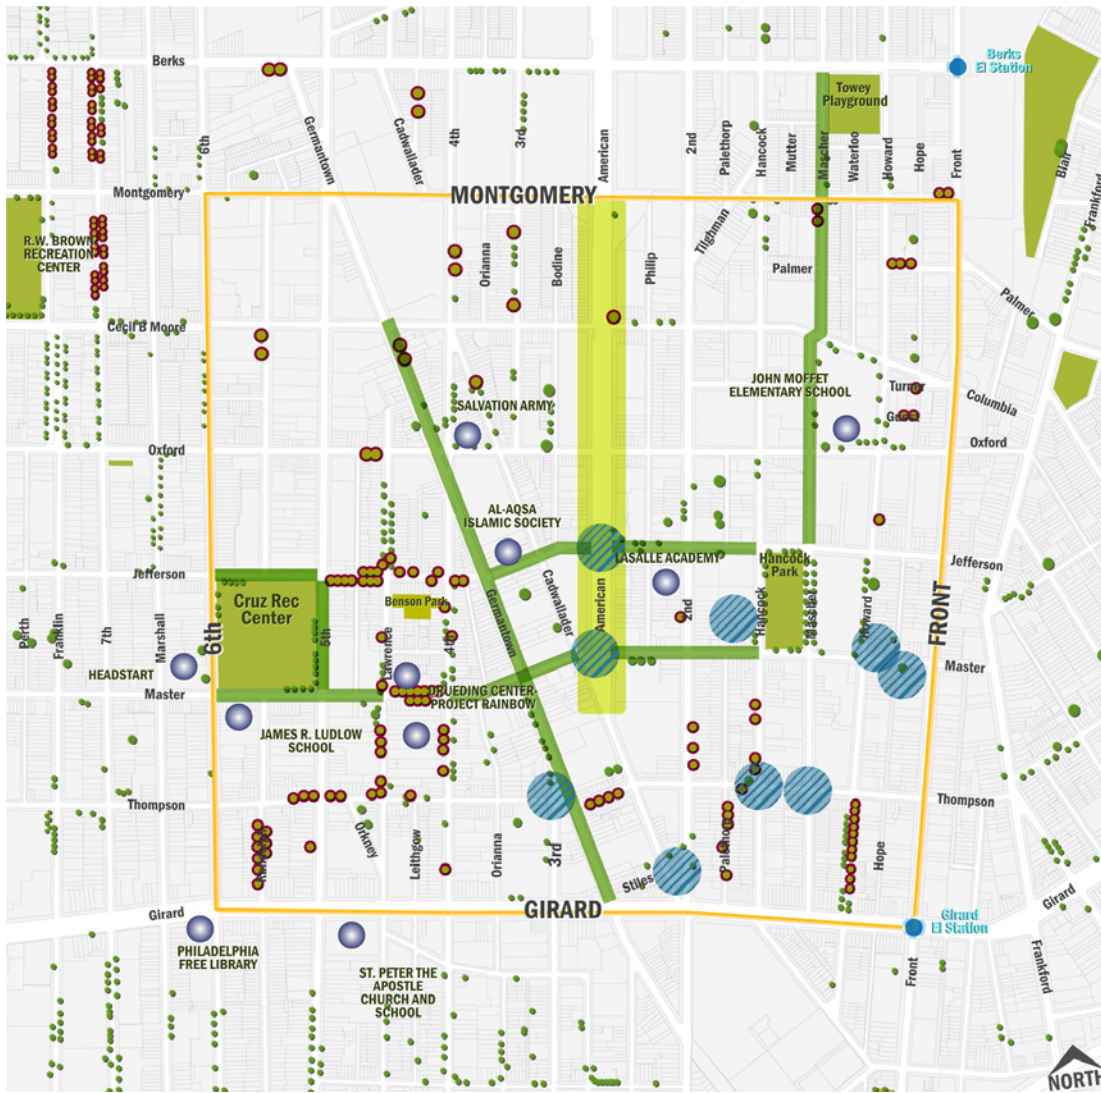 Berks
Berks
El Station
Towey
Playground
6th
Germantown
Cadwallader
4th
3rd
American
2nd
Palethorp
Hancock
Mutter
Mascher
Waterloo
Howard
Hope
Front
Blair
Frankford
Montgomery
MONTGOMERY
R.W. BROWN
RECREATION
CENTER
Orianna
Bodine
Philip
Tilghman
Palmer
Palmer
Cecil B Moore
JOHN MOFFET
ELEMENTARY SCHOOL
Turner
Columbia
SALVATION ARMY
Oxford
Oxford
AL-AQSA
ISLAMIC SOCIETY
LASALLE ACADEMY
Hancock
Park
Jefferson
Jefferson
Cruz Rec
Center
Benson Park
Perth
Franklin
7th
Marshall
6th
5th
Lawrence
4th
Germantown
Cadwallader
American
2nd
Hancock
Mascher
Howard
FRONT
HEADSTART
Master
Master
DRUEDING CENTER-
PROJECT RAINBOW
JAMES R. LUDLOW
SCHOOL
Thompson
Thompson
Orkney
Leithgow
Orianna
3rd
Stiles
Hope
Girard
GIRARD
Girard
Girard
El Station
PHILADELPHIA
FREE LIBRARY
ST. PETER THE
APOSTLE
CHURCH AND
SCHOOL
Front
Frankford
NORTH